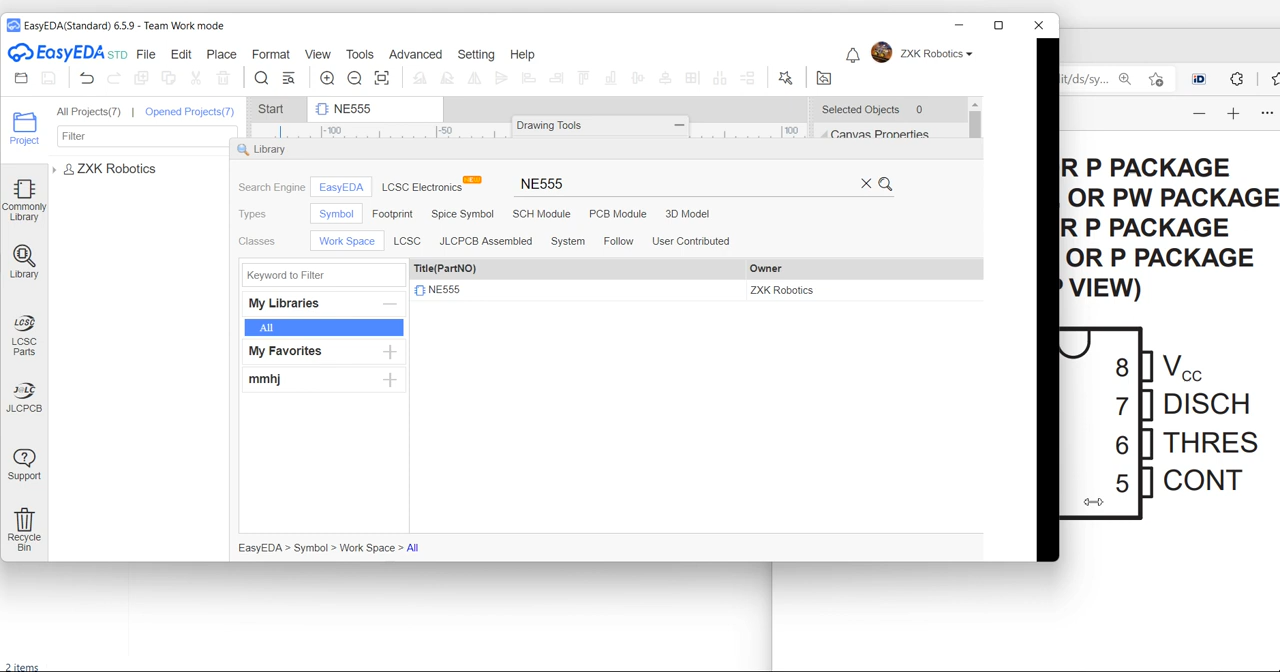 EasyEDA(Standard) 6.5.9 - Team Work mode
EasyEDA STD File Edit Place Format View Tools Advanced Setting Help ZXK Robotics
All Projects(7) | Opened Projects(7)
Filter
ZXK Robotics
Project
Commonly
Library
Library
LCSC
LCSC
Parts
JLCPCB
Support
Recycle
Bin
Start NE555
-100 -50 100
Drawing Tools
Selected Objects 0
Canvas Properties
Library
Search Engine EasyEDA LCSC Electronics NE555
Types Symbol Footprint Spice Symbol SCH Module PCB Module 3D Model
Classes Work Space LCSC JLCPCB Assembled System Follow User Contributed
Keyword to Filter
My Libraries
All
My Favorites
mmhj
Title(PartNO) Owner
NE555 ZXK Robotics
EasyEDA > Symbol > Work Space > All
lit/ds/sy...
iD
R P PACKAGE
OR PW PACKAGE
R P PACKAGE
OR P PACKAGE
P VIEW)
8 VCC
7 DISCH
6 THRES
5 CONT
2 items